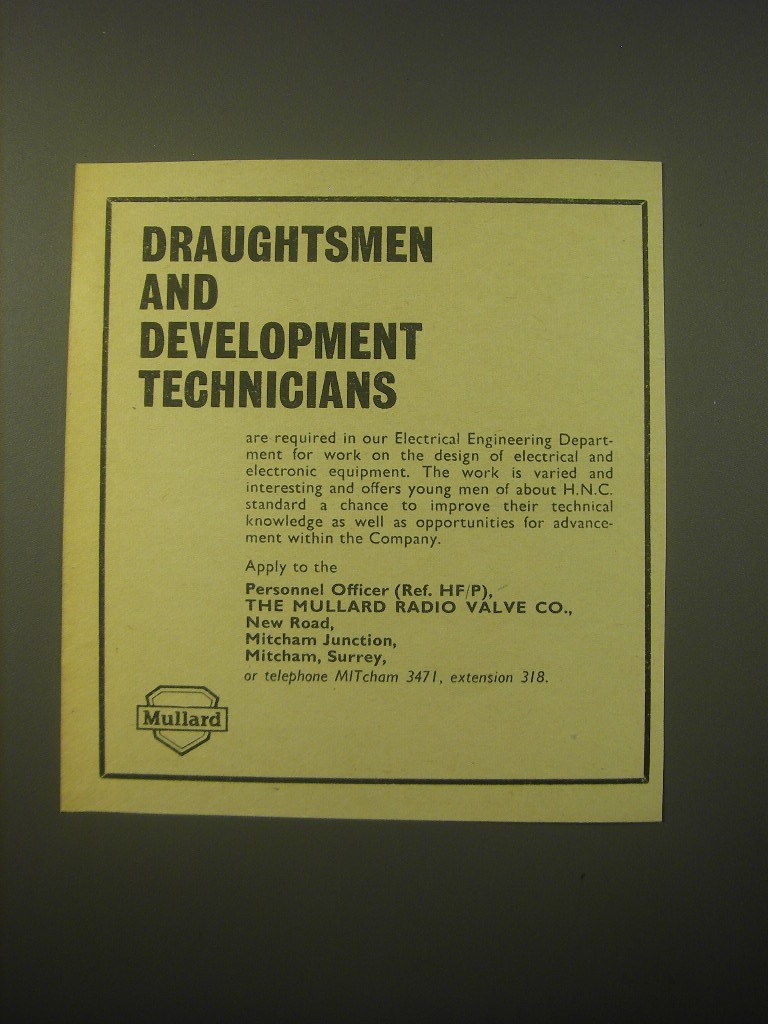 DRAUGHTSMEN
AND
DEVELOPMENT
TECHNICIANS
are required in our Electrical Engineering Depart-
ment for work on the design of electrical and
electronic equipment. The work is varied and
interesting and offers young men of about H.N.C.
standard a chance to improve their technical
knowledge as well as opportunities for advance-
ment within the Company.
Apply to the
Personnel Officer (Ref. HF/P),
THE MULLARD RADIO VALVE CO.,
New Road,
Mitcham Junction,
Mitcham, Surrey,
or telephone MITcham 3471, extension 318.
Mullard